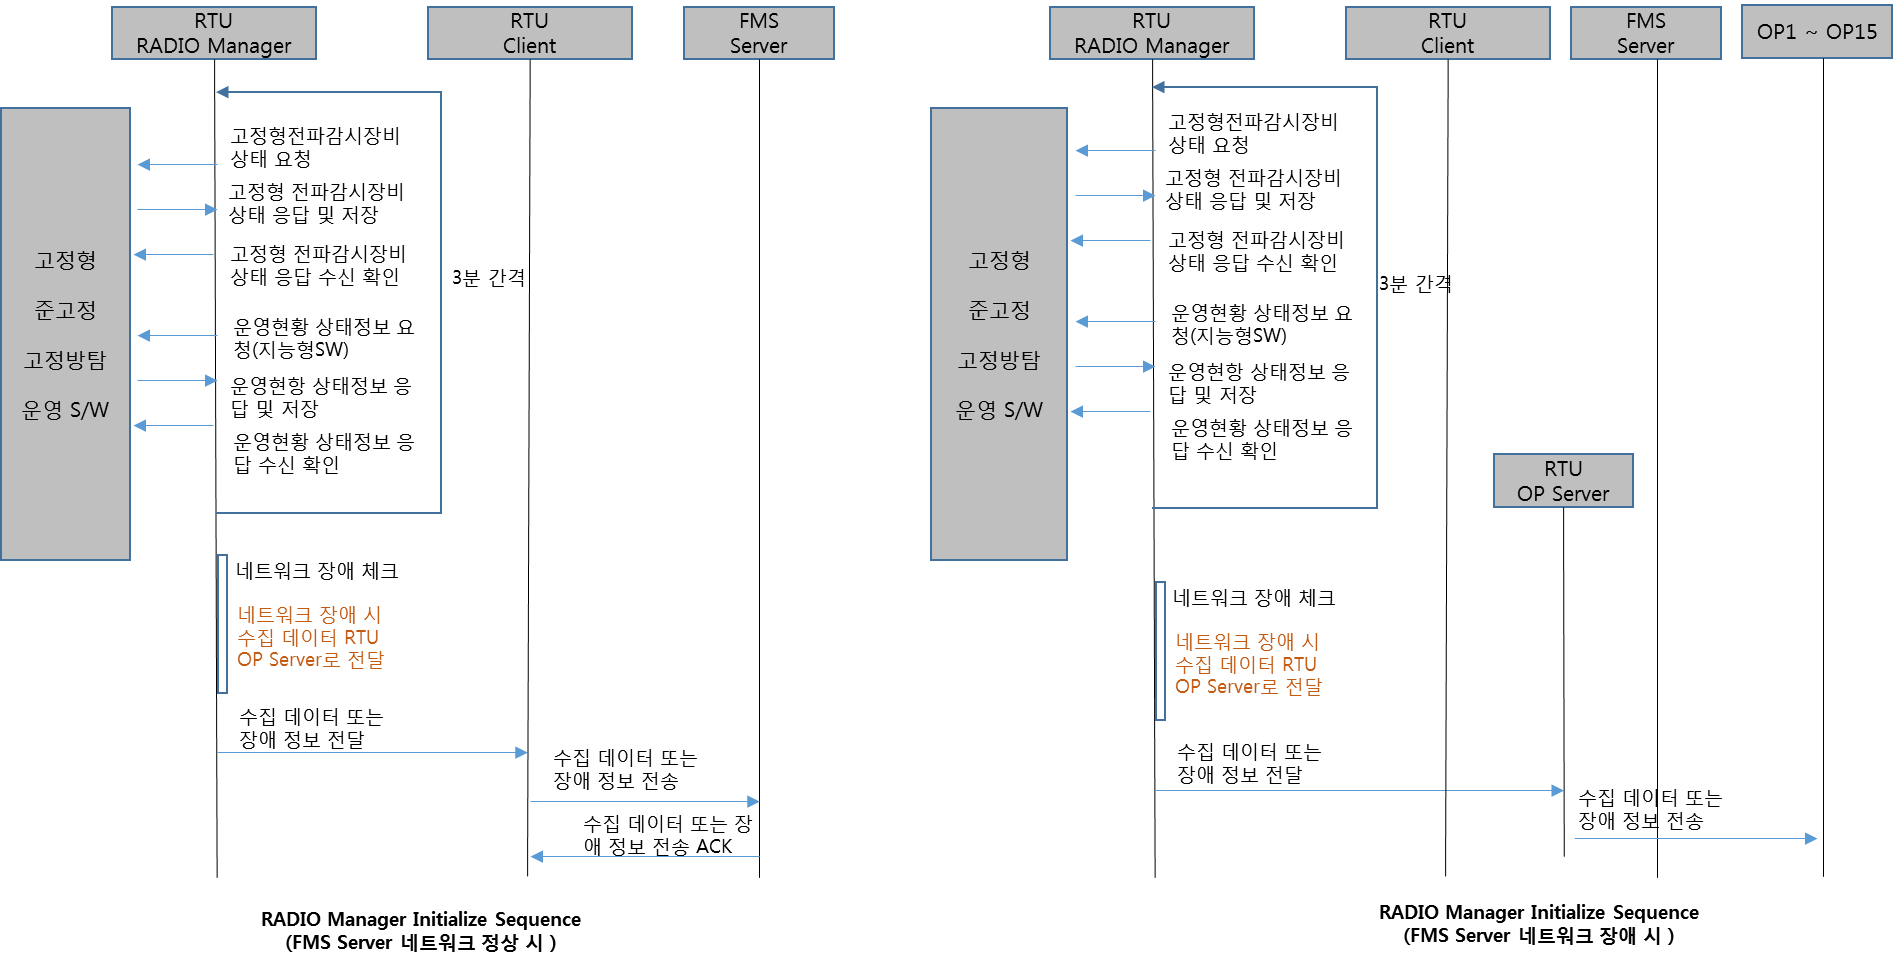 RTU
RADIO Manager
RTU
Client
FMS
Server
고정형
준고정
고정방탐
운영 S/W
고정형전파감시장비
상태 요청
고정형 전파감시장비
상태 응답 및 저장
고정형 전파감시장비
상태 응답 수신 확인
운영현황 상태정보 요
청(지능형SW)
운영현항 상태정보 응
답 및 저장
운영현황 상태정보 응
답 수신 확인
3분 간격
네트워크 장애 체크
네트워크 장애 시
수집 데이터 RTU
OP Server로 전달
수집 데이터 또는
장애 정보 전달
수집 데이터 또는
장애 정보 전송
수집 데이터 또는 장
애 정보 전송 ACK
RADIO Manager Initialize Sequence
(FMS Server 네트워크 정상 시 )
RTU
RADIO Manager
RTU
Client
FMS
Server
OP1 ~ OP15
고정형
준고정
고정방탐
운영 S/W
고정형전파감시장비
상태 요청
고정형 전파감시장비
상태 응답 및 저장
고정형 전파감시장비
상태 응답 수신 확인
운영현황 상태정보 요
청(지능형SW)
운영현항 상태정보 응
답 및 저장
운영현황 상태정보 응
답 수신 확인
3분 간격
RTU
OP Server
네트워크 장애 체크
네트워크 장애 시
수집 데이터 RTU
OP Server로 전달
수집 데이터 또는
장애 정보 전달
수집 데이터 또는
장애 정보 전송
RADIO Manager Initialize Sequence
(FMS Server 네트워크 장애 시 )